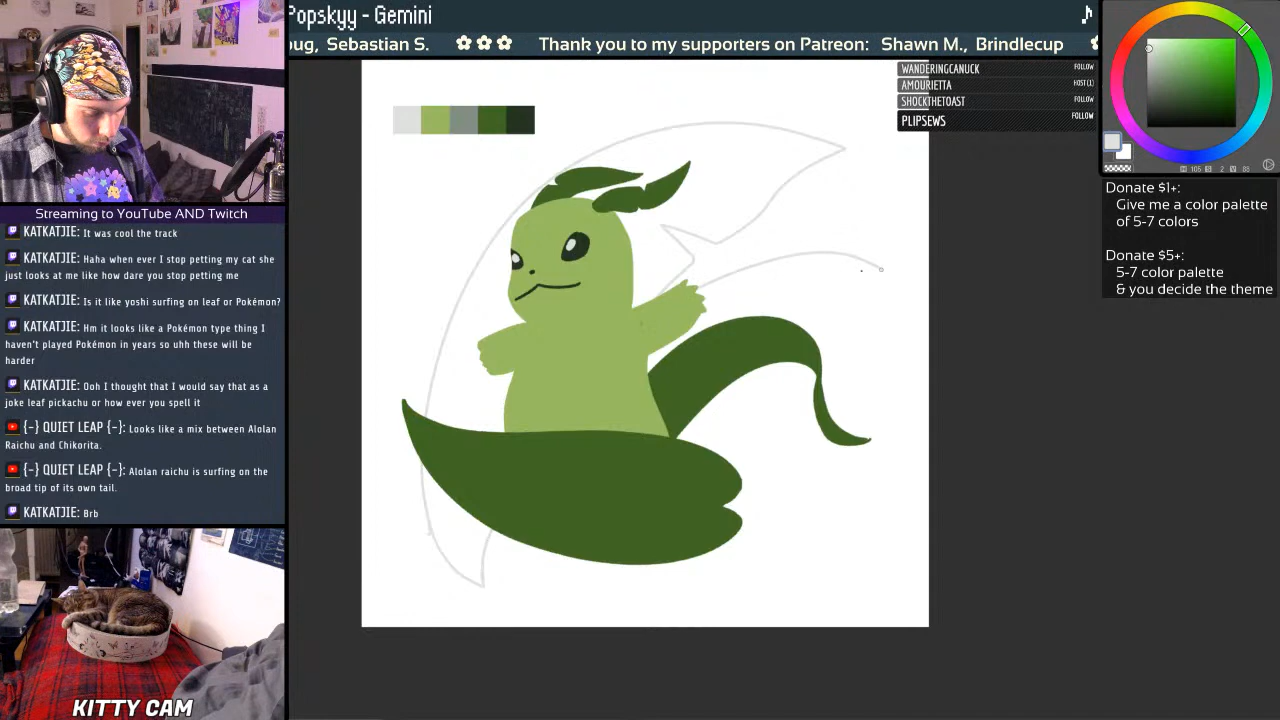 Popskyy - Gemini
oug, Sebastian S. ✿ ✿ ✿ Thank you to my supporters on Patreon: Shawn M., Brindlecup
WANDERINGCANUCK FOLLOW
AMOURIETTA HOST(1)
SHOCKTHETOAST FOLLOW
PLIPSEWS FOLLOW
Donate $1+:
Give me a color palette
of 5-7 colors
Donate $5+:
5-7 color palette
& you decide the theme
Streaming to YouTube AND Twitch
KATKATJIE: It was cool the track
KATKATJIE: Haha when ever I stop petting my cat she
just looks at me like how dare you stop petting me
KATKATJIE: Is it like yoshi surfing on leaf or Pokémon?
KATKATJIE: Hm it looks like a Pokémon type thing I
haven't played Pokémon in years so uhh these will be
harder
KATKATJIE: Ooh I thought that I would say that as a
joke leaf pickachu or how ever you spell it
{-} QUIET LEAP {-}: Looks like a mix between Alolan
Raichu and Chikorita.
{-} QUIET LEAP {-}: Alolan raichu is surfing on the
broad tip of its own tail.
KATKATJIE: Brb
KITTY CAM